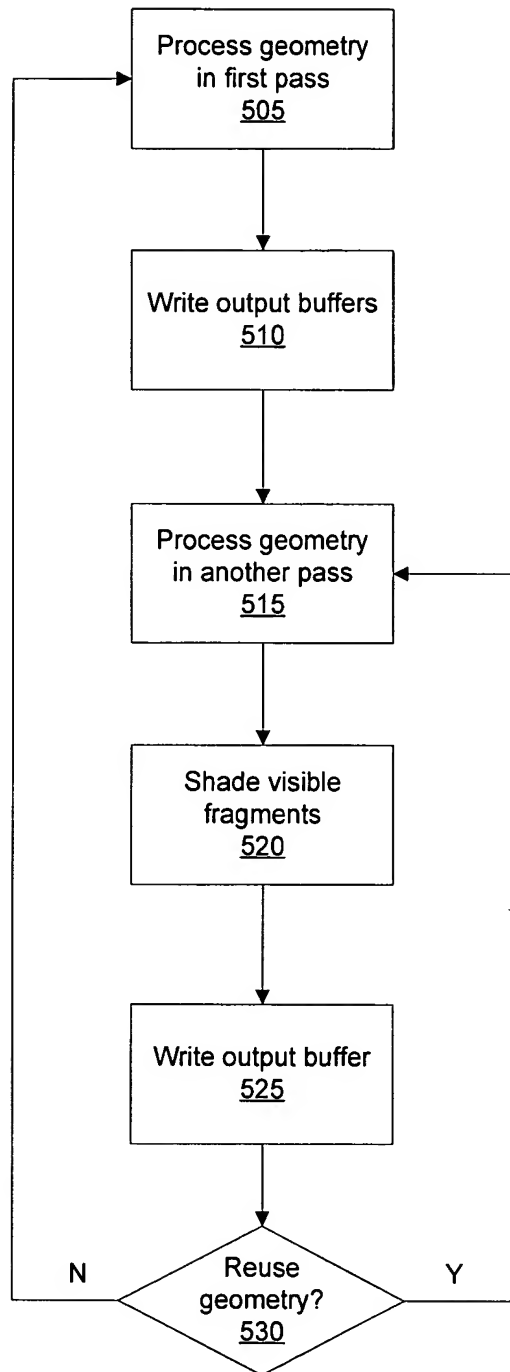 Process geometry
in first pass
505
Write output buffers
510
Process geometry
in another pass
515
Shade visible
fragments
520
Write output buffer
525
N
Reuse
geometry?
530
Y